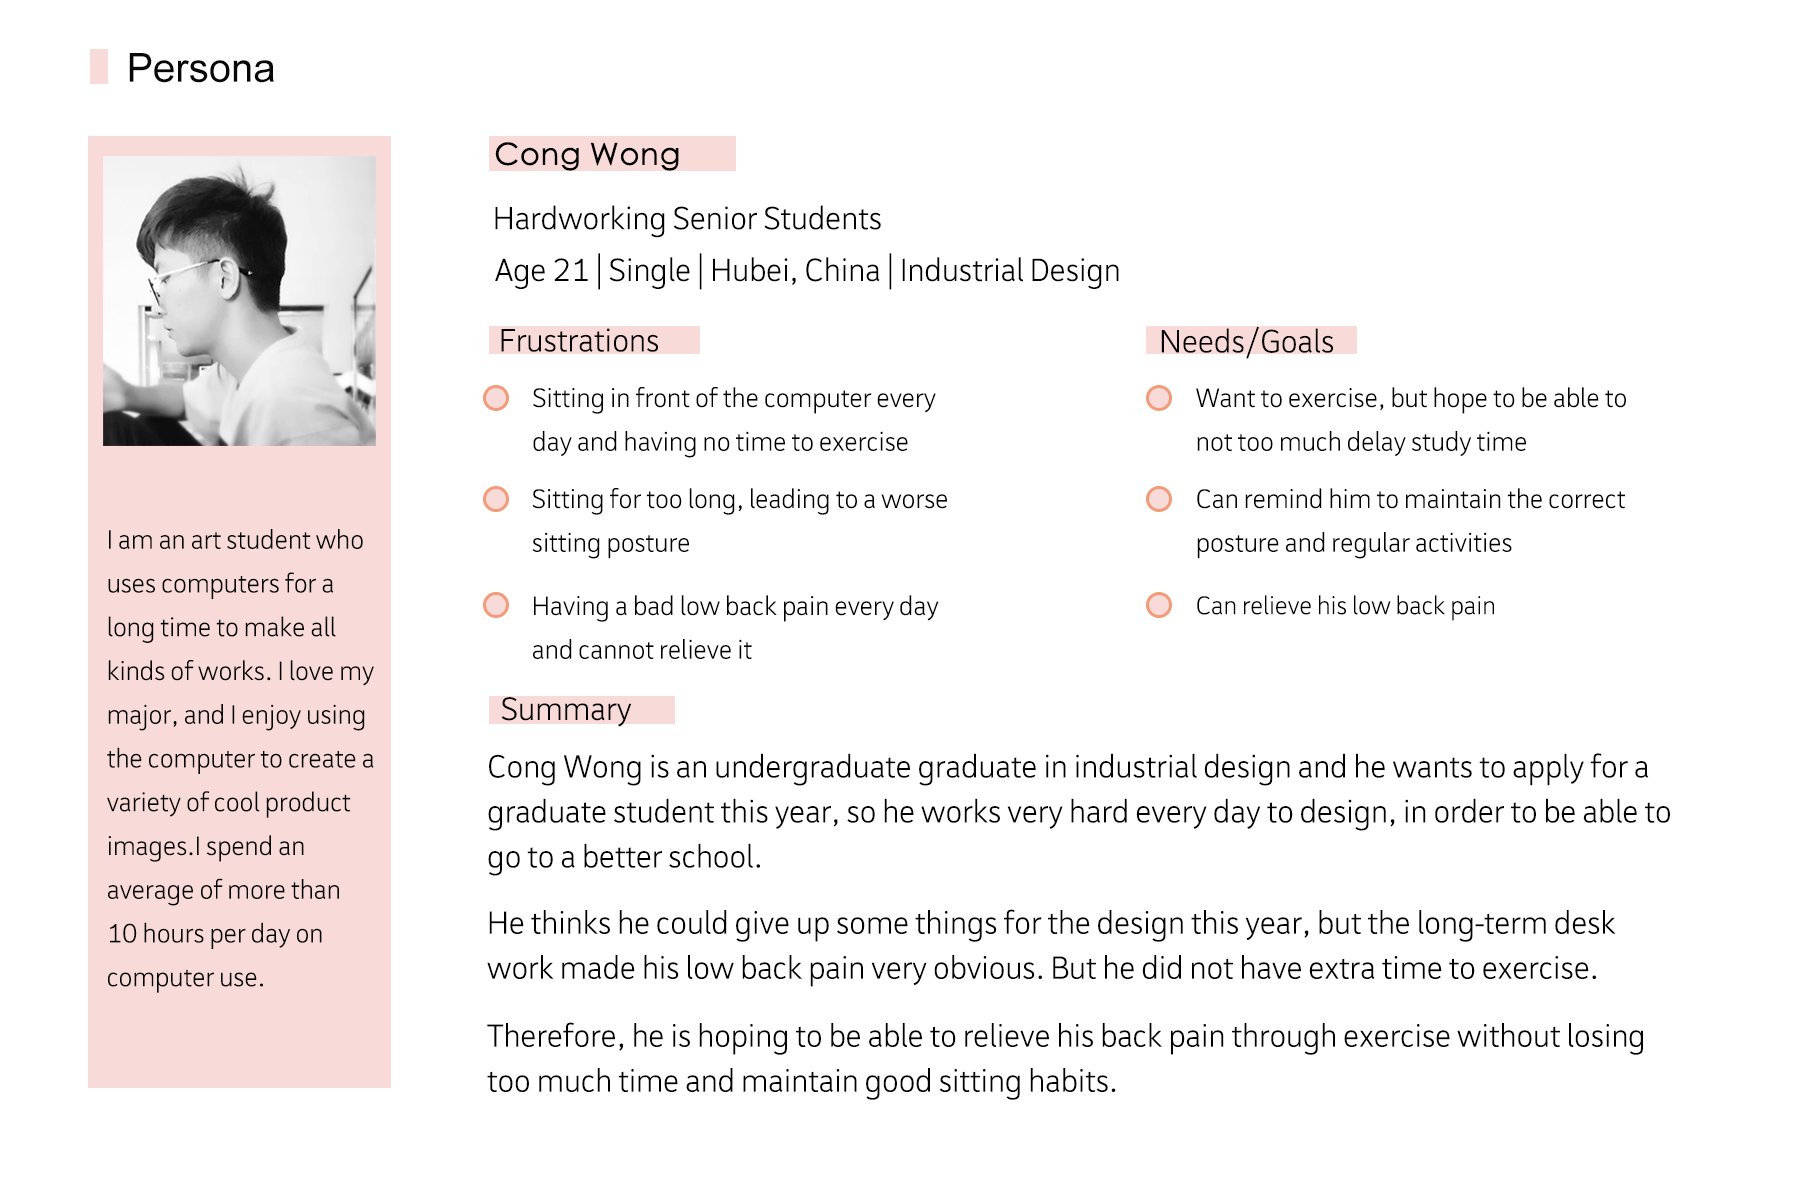 Persona
I am an art student who
uses computers for a
long time to make all
kinds of works. I love my
major, and I enjoy using
the computer to create a
variety of cool product
images.I spend an
average of more than
10 hours per day on
computer use.
Cong Wong
Hardworking Senior Students
Age 21 | Single | Hubei, China | Industrial Design
Frustrations
Sitting in front of the computer every
day and having no time to exercise
Sitting for too long, leading to a worse
sitting posture
Having a bad low back pain every day
and cannot relieve it
Needs/Goals
Want to exercise, but hope to be able to
not too much delay study time
Can remind him to maintain the correct
posture and regular activities
Can relieve his low back pain
Summary
Cong Wong is an undergraduate graduate in industrial design and he wants to apply for a
graduate student this year, so he works very hard every day to design, in order to be able to
go to a better school.
He thinks he could give up some things for the design this year, but the long-term desk
work made his low back pain very obvious. But he did not have extra time to exercise.
Therefore, he is hoping to be able to relieve his back pain through exercise without losing
too much time and maintain good sitting habits.